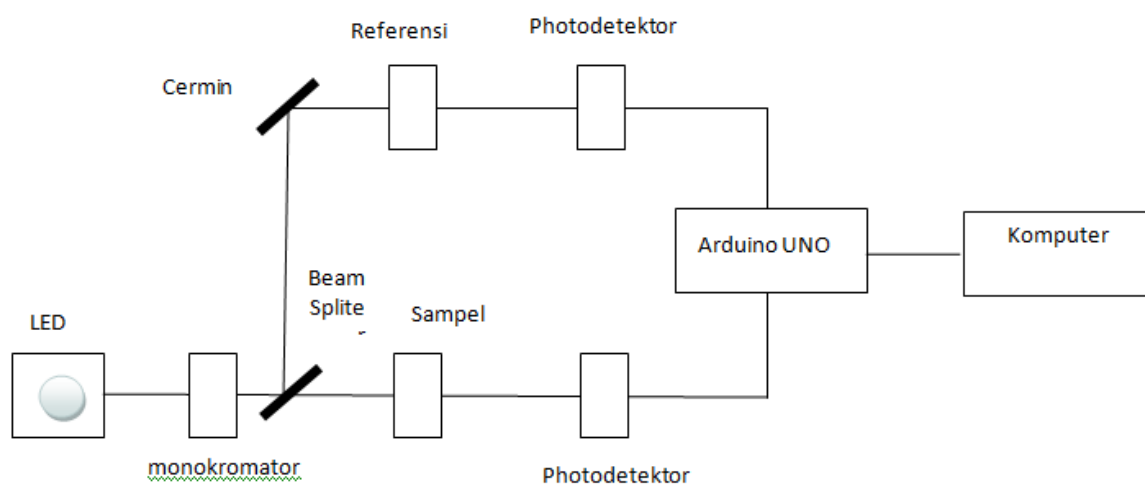 Referensi
Photodetektor
Cermin
Arduino UNO
Komputer
Beam
Splite
r
LED
Sampel
monokromator
Photodetektor